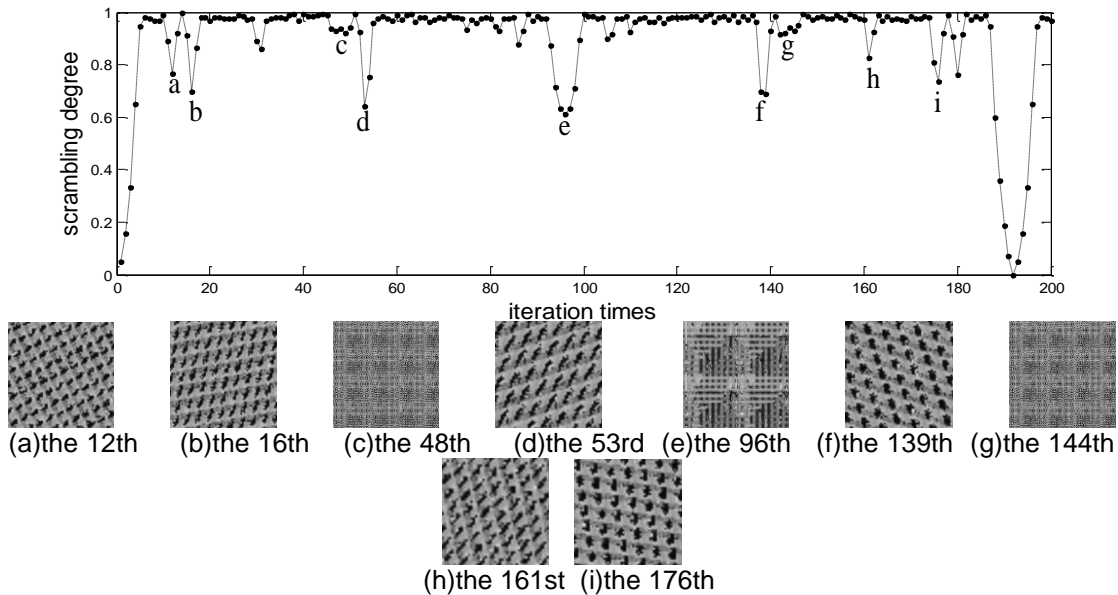 1
0.8
0.6
0.4
0.2
0
scrambling degree
a
b
c
d
e
f
g
h
i
0 20 40 60 80 100 120 140 160 180 200
iteration times
(a)the 12th (b)the 16th (c)the 48th (d)the 53rd (e)the 96th (f)the 139th (g)the 144th
(h)the 161st (i)the 176th